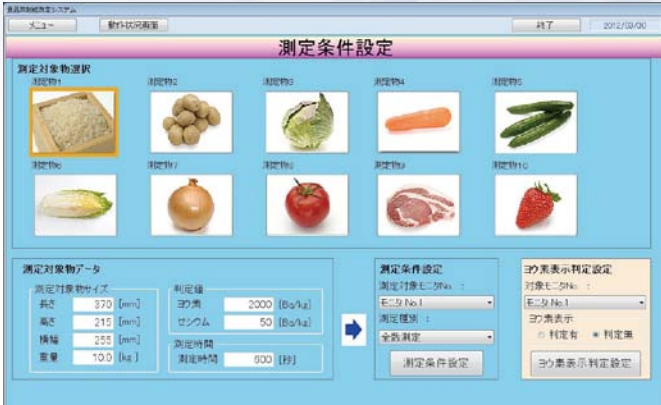 食品放射能測定システム
メニュー 動作状況画面 終了 2012/03/30
測定条件設定
測定対象物選択
測定物1 測定物2 測定物3 測定物4 測定物5
測定物6 測定物7 測定物8 測定物9 測定物10
測定対象物データ
測定対象物サイズ
長さ 370 [mm]
高さ 215 [mm]
横幅 255 [mm]
重量 10.0 [kg]
判定値
ヨウ素 2000 [Bq/kg]
セシウム 50 [Bq/kg]
測定時間
測定時間 600 [秒]
測定条件設定
測定対象モニタNo. :
モニタ No.1
測定種別 :
全数測定
測定条件設定
ヨウ素表示判定設定
対象モニタNo. :
モニタ No.1
ヨウ素表示
判定有 判定無
ヨウ素表示判定設定